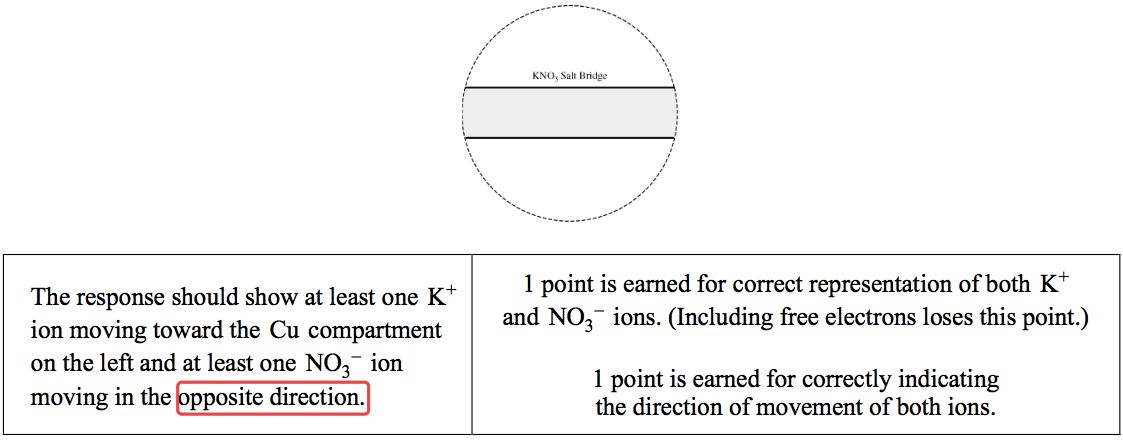 KNO₃ Salt Bridge
The response should show at least one K⁺
ion moving toward the Cu compartment
on the left and at least one NO₃⁻ ion
moving in the opposite direction.
1 point is earned for correct representation of both K⁺
and NO₃⁻ ions. (Including free electrons loses this point.)
1 point is earned for correctly indicating
the direction of movement of both ions.